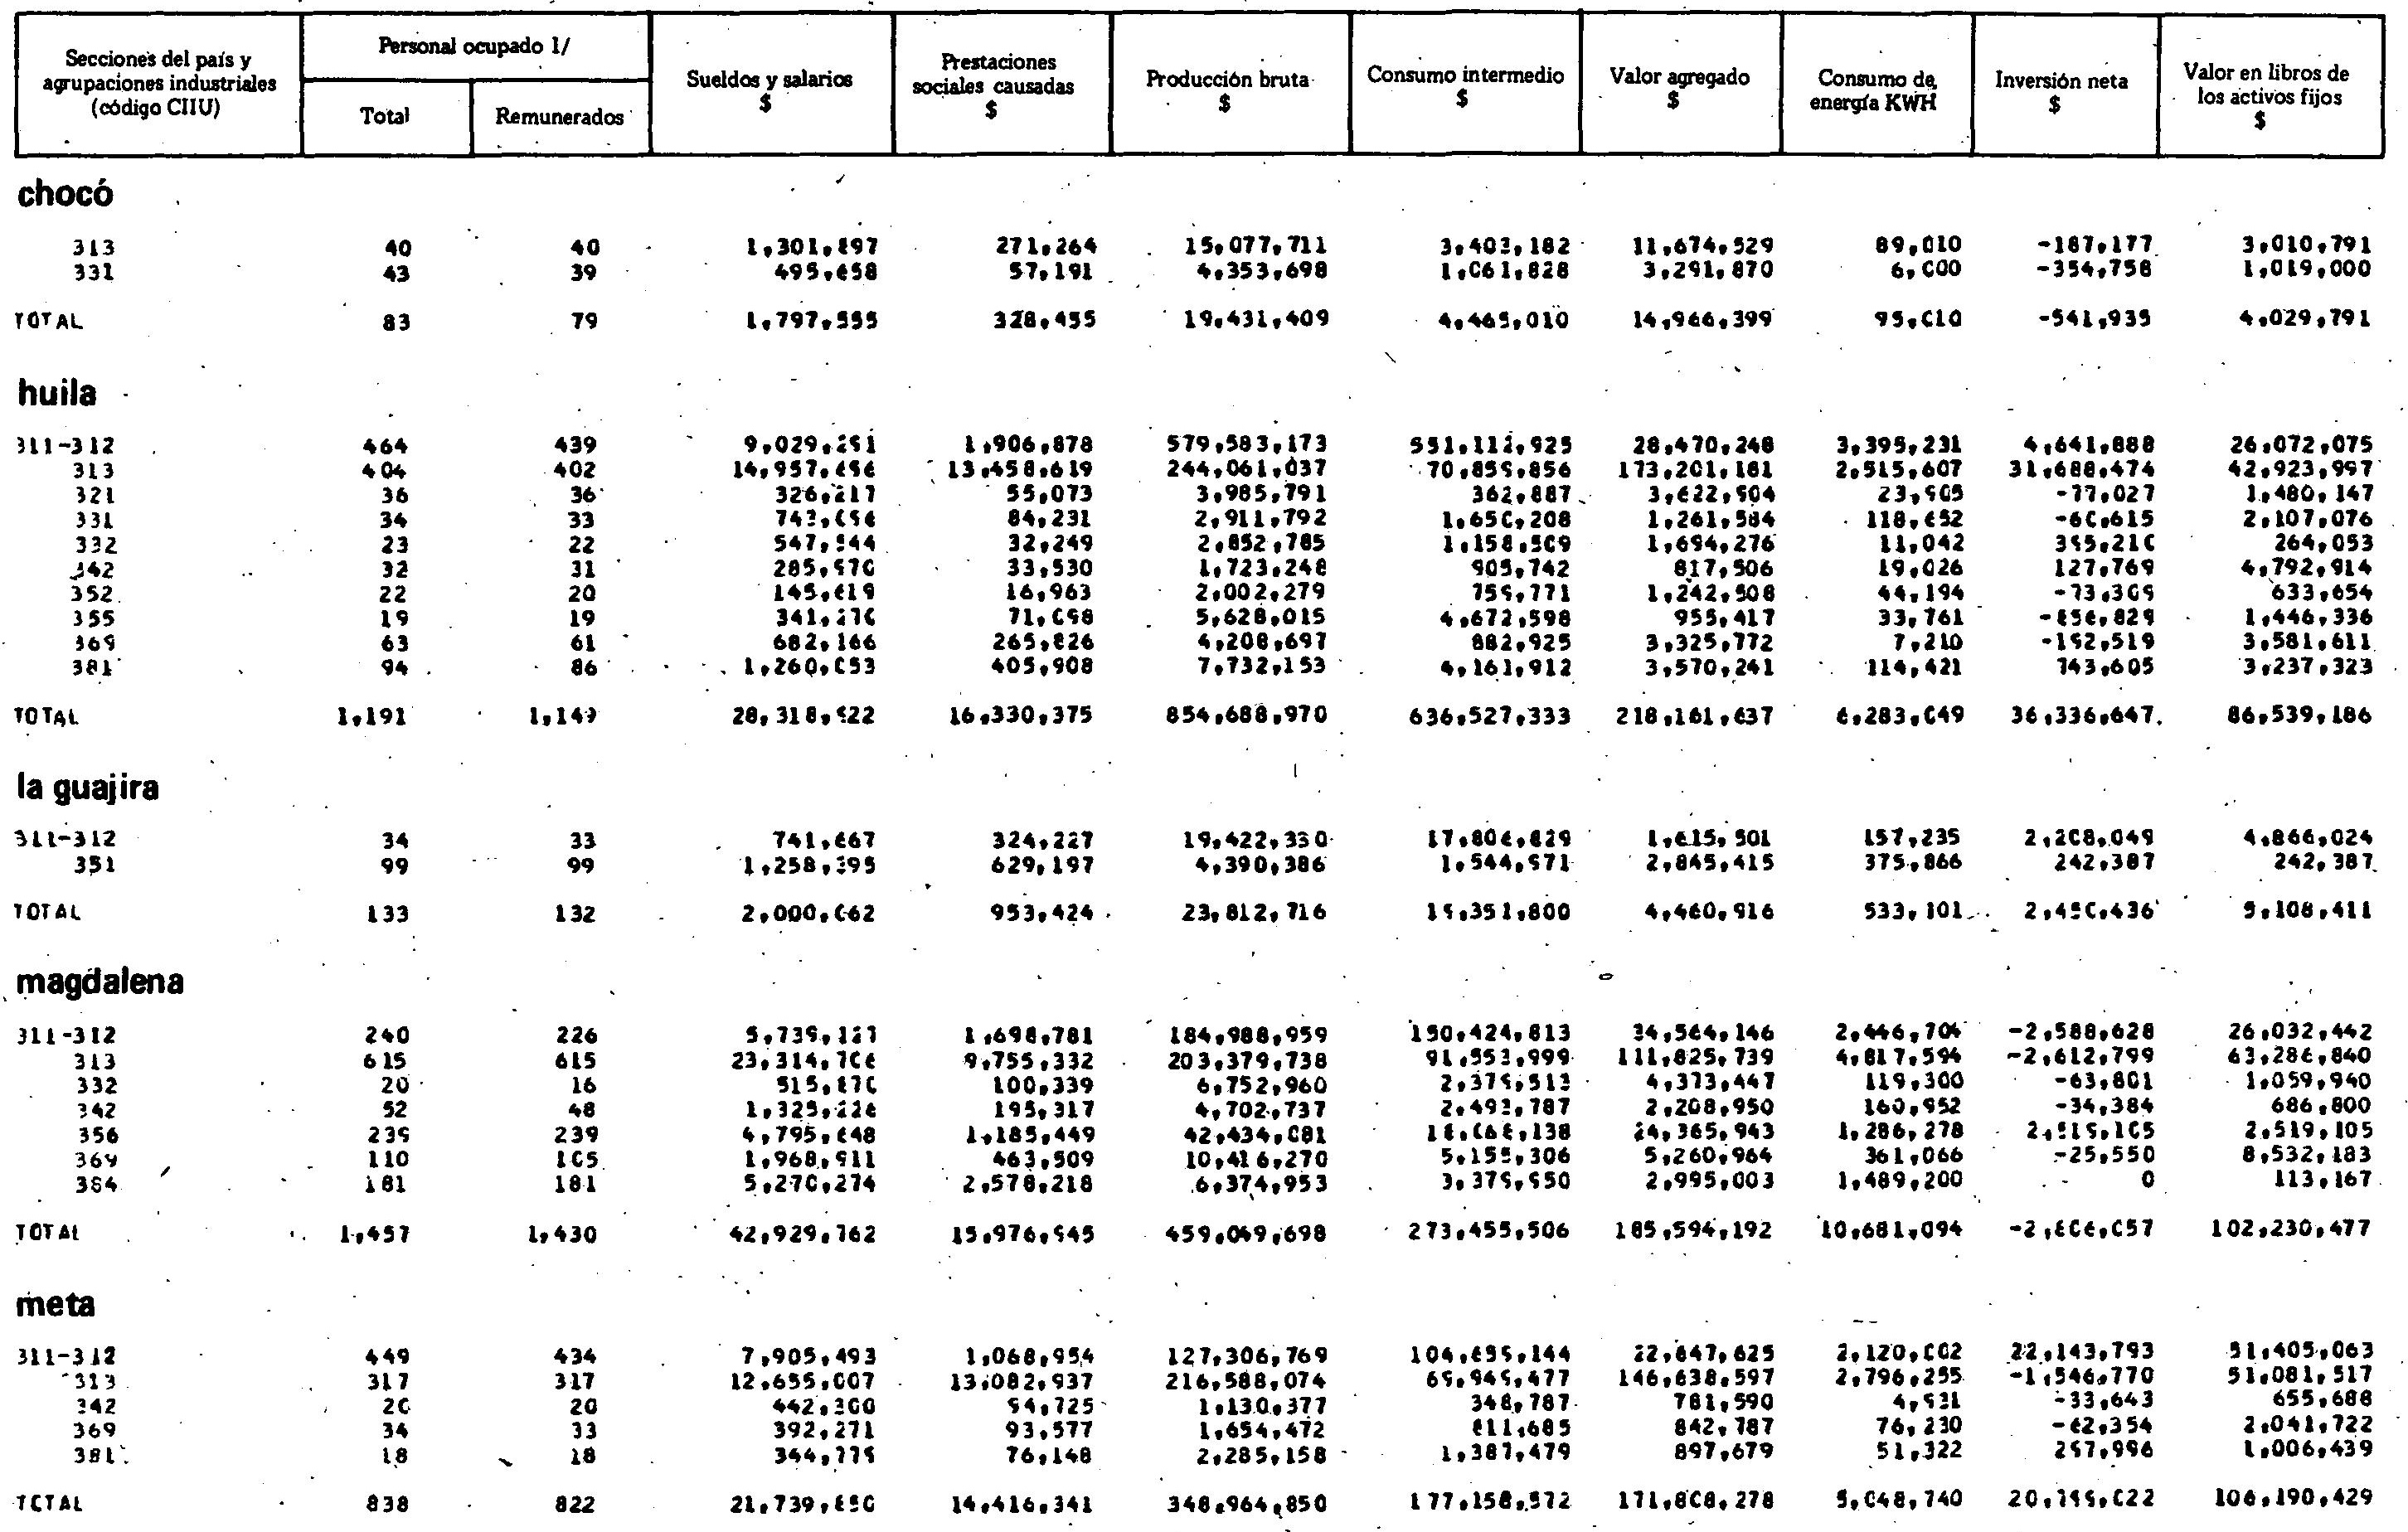 Secciones del país y agrupaciones industriales (código CIIU) Personal ocupado 1/ Total Remunerados Sueldos y salarios $ Prestaciones sociales causadas $ Producción bruta $ Consumo intermedio $ Valor agregado $ Consumo de energía KWH Inversión neta $ Valor en libros de los activos fijos $
chocó
313 40 40 1,301,897 271,264 15,077,711 3,403,182 11,674,529 89,010 -187,177 3,010,791
331 43 39 495,658 57,191 4,353,698 1,061,828 3,291,870 6,000 -354,758 1,019,000
TOTAL 83 79 1,797,555 328,455 19,431,409 4,465,010 14,966,399 95,010 -541,935 4,029,791
huila
311-312 464 439 9,029,291 1,906,878 579,583,173 551,112,925 28,470,248 3,395,231 4,641,888 26,072,075
313 404 402 13,458,619 244,061,037 70,859,856 173,201,181 2,515,607 31,688,474 42,923,997
321 36 36 326,217 55,073 3,985,791 362,887 3,622,904 23,905 -77,027 1,480,147
331 34 33 84,231 2,911,792 1,650,208 1,261,584 118,652 -60,615 2,107,076
332 23 22 547,544 32,249 2,852,785 1,158,509 1,694,276 11,042 395,210 264,053
342 32 31 285,970 33,530 1,723,248 905,742 817,506 19,026 127,769 4,792,914
352 22 20 145,619 16,963 2,002,279 759,771 1,242,508 44,194 -73,309 633,654
355 19 19 71,098 5,628,015 4,672,598 955,417 33,761 -856,829 1,446,336
369 63 61 682,166 265,826 4,208,697 882,925 3,325,772 7,210 -192,519 3,581,611
381 94 86 1,260,053 405,908 7,732,153 4,161,912 3,570,241 114,421 743,605 3,237,323
TOTAL 1,191 1,149 28,318,922 16,330,375 854,688,970 636,527,333 218,161,637 6,283,049 36,336,647 86,539,186
la guajira
311-312 34 33 741,667 324,227 19,422,330 17,806,829 1,615,501 157,235 2,208,049 4,866,024
351 99 99 1,258,395 629,197 4,390,386 1,544,971 2,845,415 375,866 242,387 242,387
TOTAL 133 132 2,000,062 953,424 23,812,716 19,351,800 4,460,916 533,101 2,450,436 5,108,411
magdalena
311-312 240 226 5,739,127 1,698,781 184,988,959 150,424,813 34,564,146 2,446,704 -2,588,628 26,032,442
313 615 615 23,314,706 9,755,332 203,379,738 91,553,999 111,825,739 4,817,594 -2,612,799 63,286,840
332 20 16 515,870 100,339 6,752,960 2,379,513 4,373,447 119,300 -63,801 1,059,940
342 52 48 1,325,226 195,317 4,702,737 2,493,787 2,208,950 160,952 -34,384 686,800
356 239 239 4,795,648 1,185,449 42,434,081 18,068,138 24,365,943 1,286,278 2,519,105 2,519,105
369 110 105 1,968,911 463,509 10,416,270 5,155,306 5,260,964 361,066 -25,550 8,532,183
384 181 181 5,270,274 2,578,218 6,374,953 3,379,950 2,995,003 1,489,200 0 113,167
TOTAL 1,457 1,430 42,929,762 15,976,945 459,049,698 273,455,506 185,594,192 10,681,094 -2,806,057 102,230,477
meta
311-312 449 434 7,905,493 1,068,954 127,306,769 104,659,144 22,647,625 2,120,002 22,143,793 51,405,063
313 317 317 12,655,007 13,082,937 216,588,074 69,949,477 146,638,597 2,796,255 -1,546,770 51,081,517
342 20 20 442,300 94,725 1,130,377 348,787 781,590 4,931 -33,643 655,688
369 34 33 392,271 93,577 1,654,472 811,685 842,787 76,230 -62,354 2,041,722
381 18 18 344,779 76,148 2,285,158 1,387,479 897,679 51,322 257,996 1,006,439
TOTAL 838 822 21,739,850 14,416,341 348,964,850 177,156,572 171,808,278 5,048,740 20,759,022 106,190,429